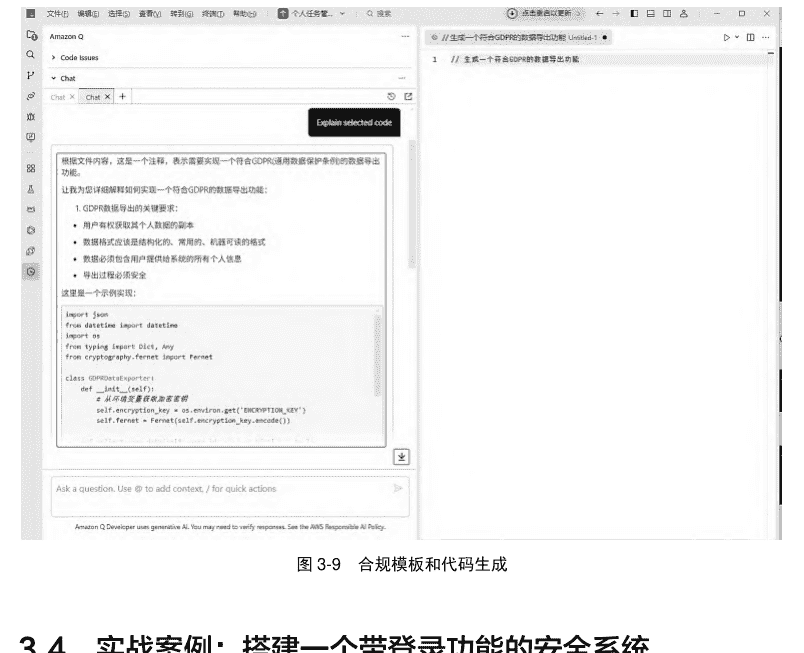 文件(F) 编辑(E) 选择(S) 查看(V) 转到(G) 终端(T) 帮助(H) 个人任务管... 搜索 点击重启以更新
Amazon Q
Code Issues
Chat
Chat × Chat × +
Explain selected code
根据文件内容，这是一个注释，表示需要实现一个符合GDPR(通用数据保护条例)的数据导出
功能。
让我为您详细解释如何实现一个符合GDPR的数据导出功能：
1. GDPR数据导出的关键要求：
• 用户有权获取其个人数据的副本
• 数据格式应该是结构化的、常用的、机器可读的格式
• 数据必须包含用户提供给系统的所有个人信息
• 导出过程必须安全
这里是一个示例实现：
import json
from datetime import datetime
import os
from typing import Dict, Any
from cryptography.fernet import Fernet
class GDPRDataExporter:
def __init__(self):
# 从环境变量获取加密密钥
self.encryption_key = os.environ.get('ENCRYPTION_KEY')
self.fernet = Fernet(self.encryption_key.encode())
Ask a question. Use @ to add context, / for quick actions
Amazon Q Developer uses generative AI. You may need to verify responses. See the AWS Responsible AI Policy.
// 生成一个符合GDPR的数据导出功能 Untitled-1 ●
1 // 生成一个符合GDPR的数据导出功能
图 3-9 合规模板和代码生成
3.4 实战案例：搭建一个带登录功能的安全系统